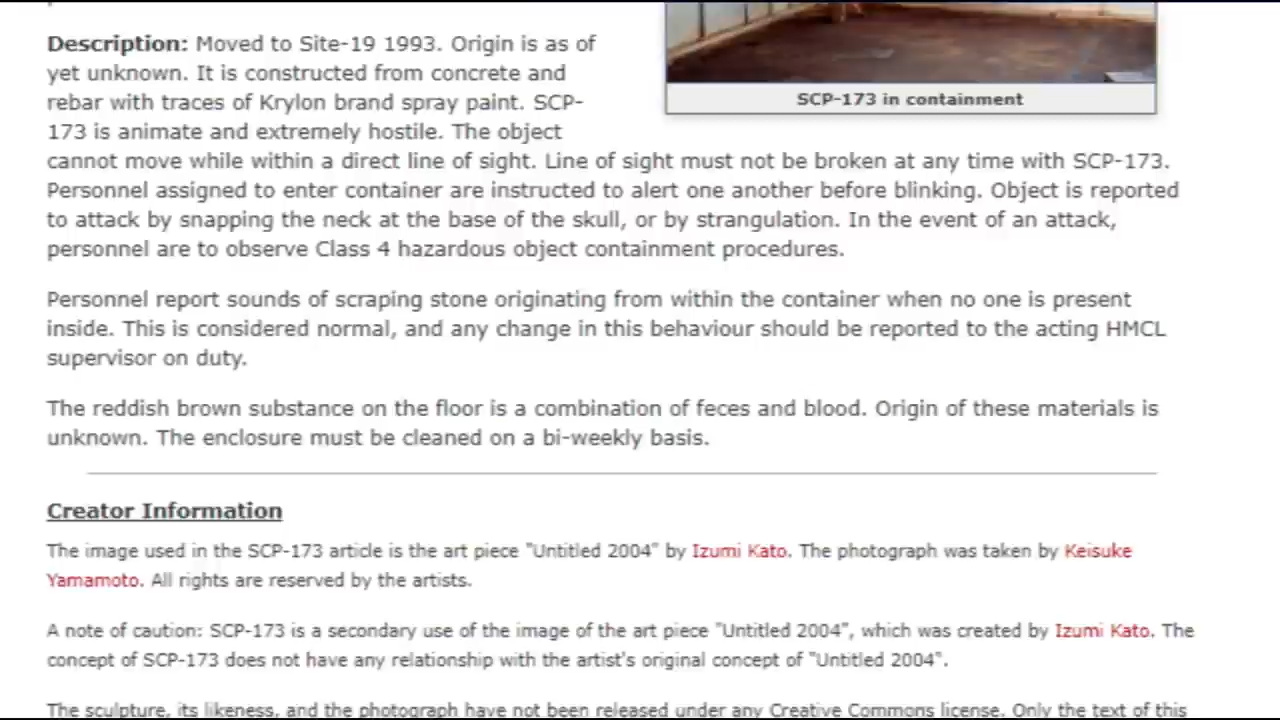 Description: Moved to Site-19 1993. Origin is as of
yet unknown. It is constructed from concrete and
rebar with traces of Krylon brand spray paint. SCP-
173 is animate and extremely hostile. The object
SCP-173 in containment
cannot move while within a direct line of sight. Line of sight must not be broken at any time with SCP-173.
Personnel assigned to enter container are instructed to alert one another before blinking. Object is reported
to attack by snapping the neck at the base of the skull, or by strangulation. In the event of an attack,
personnel are to observe Class 4 hazardous object containment procedures.
Personnel report sounds of scraping stone originating from within the container when no one is present
inside. This is considered normal, and any change in this behaviour should be reported to the acting HMCL
supervisor on duty.
The reddish brown substance on the floor is a combination of feces and blood. Origin of these materials is
unknown. The enclosure must be cleaned on a bi-weekly basis.
Creator Information
The image used in the SCP-173 article is the art piece "Untitled 2004" by Izumi Kato. The photograph was taken by Keisuke
Yamamoto. All rights are reserved by the artists.
A note of caution: SCP-173 is a secondary use of the image of the art piece "Untitled 2004", which was created by Izumi Kato. The
concept of SCP-173 does not have any relationship with the artist's original concept of "Untitled 2004".
The sculpture, its likeness, and the photograph have not been released under any Creative Commons license. Only the text of this